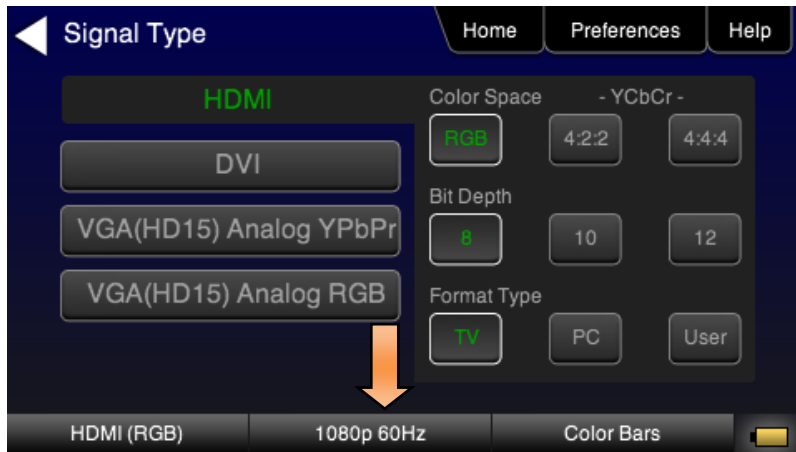 Signal Type
Home
Preferences
Help
HDMI
DVI
VGA(HD15) Analog YPbPr
VGA(HD15) Analog RGB
Color Space
- YCbCr -
RGB
4:2:2
4:4:4
Bit Depth
8
10
12
Format Type
TV
PC
User
HDMI (RGB)
1080p 60Hz
Color Bars